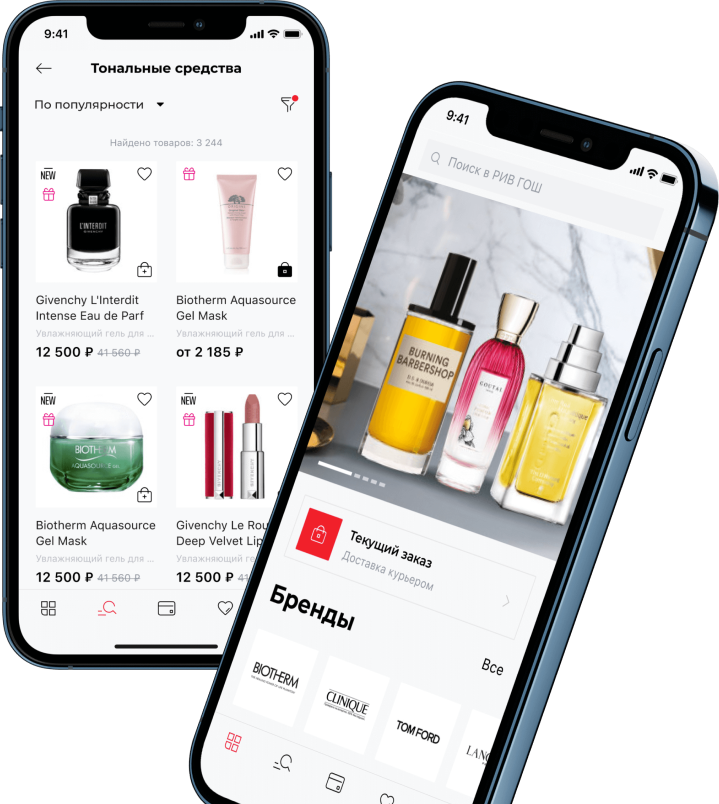 9:41
Тональные средства
По популярности
Найдено товаров: 3 244
NEW
L'INTERDIT
GIVENCHY
Givenchy L'Interdit
Intense Eau de Parf
Увлажняющий гель для ...
12 500 ₽ 41 560 ₽
Biotherm Aquasource
Gel Mask
Увлажняющий гель для ...
от 2 185 ₽
NEW
BIOTHERM
AQUASOURCE GEL
Biotherm Aquasource
Gel Mask
Увлажняющий гель для ...
12 500 ₽ 41 560 ₽
NEW
GIVENCHY
Givenchy Le Rou
Deep Velvet Lip
Увлажняющий г
12 500 ₽ 41
9:41
Поиск в РИВ ГОШ
BURNING
BARBERSHOP
GOUTAL
Текущий заказ
Доставка курьером
Бренды
Все
BIOTHERM
CLINIQUE
TOM FORD
LANC